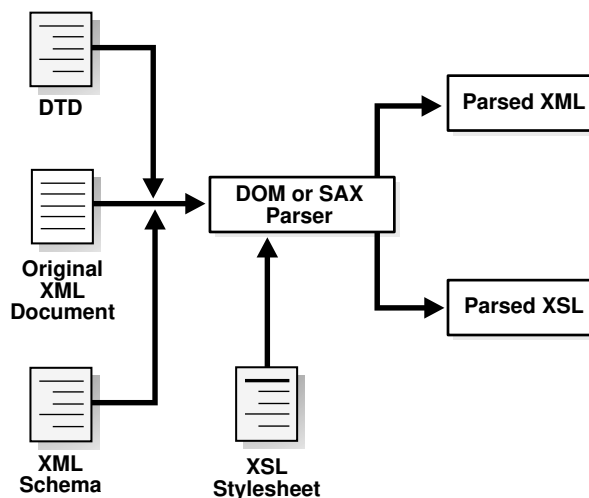 DTD
Parsed XML
DOM or SAX
Parser
Original
XML
Document
Parsed XSL
XML
Schema
XSL
Stylesheet